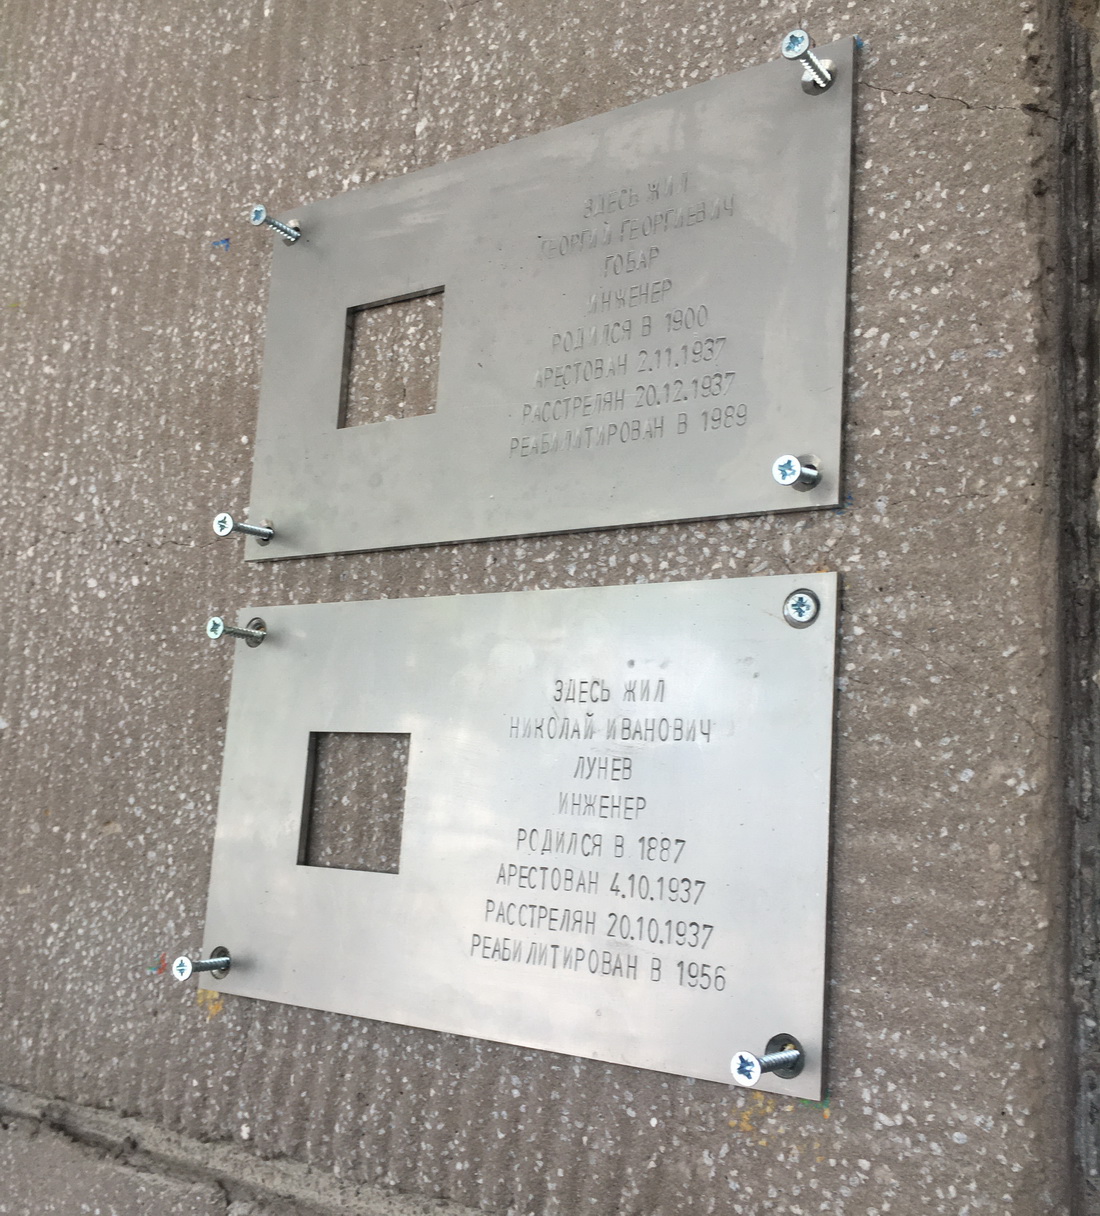 ЗДЕСЬ ЖИЛ
ГЕОРГИЙ ГЕОРГИЕВИЧ
ГОБАР
ИНЖЕНЕР
РОДИЛСЯ В 1900
АРЕСТОВАН 2.11.1937
РАССТРЕЛЯН 20.12.1937
РЕАБИЛИТИРОВАН В 1989
ЗДЕСЬ ЖИЛ
НИКОЛАЙ ИВАНОВИЧ
ЛУНЕВ
ИНЖЕНЕР
РОДИЛСЯ В 1887
АРЕСТОВАН 4.10.1937
РАССТРЕЛЯН 20.10.1937
РЕАБИЛИТИРОВАН В 1956